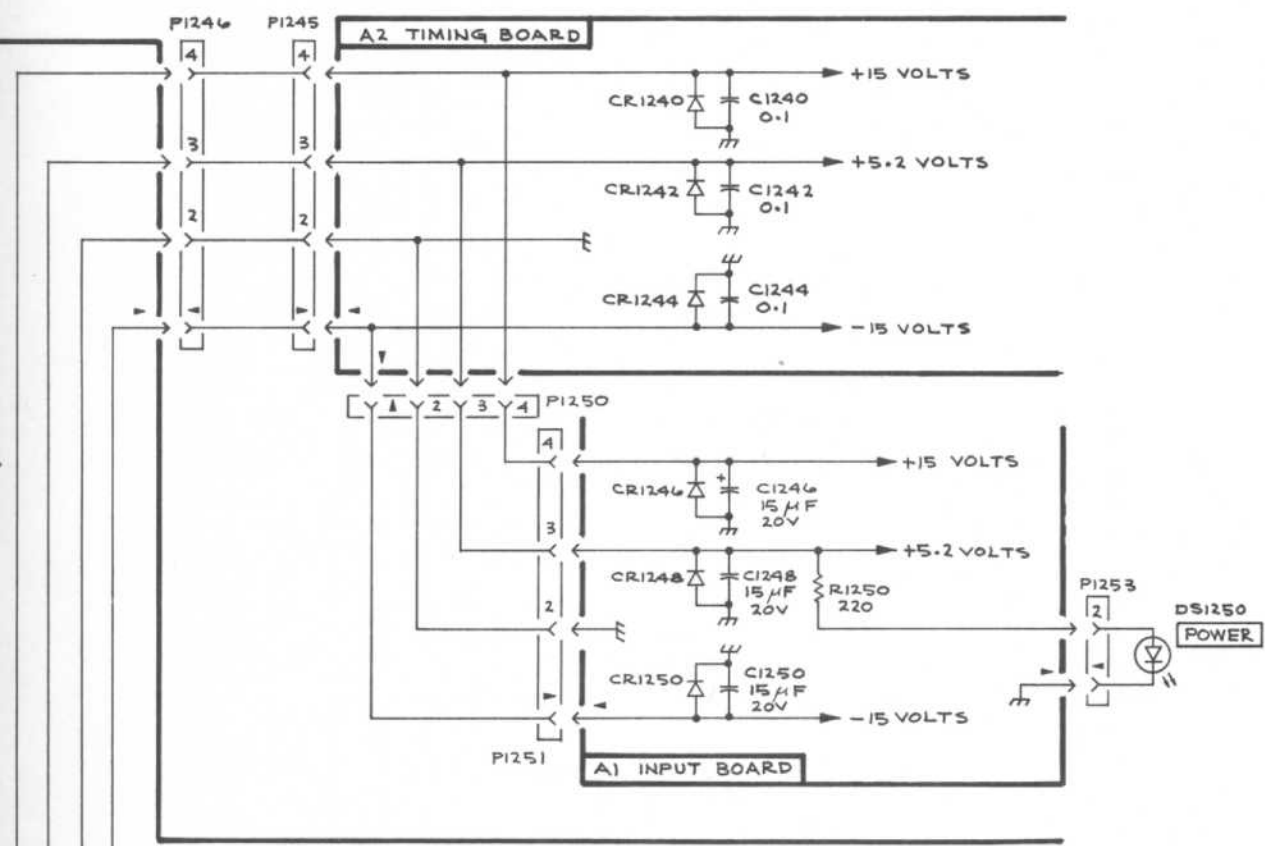 P1246
P1245
A2 TIMING BOARD
4
4
+15 VOLTS
CR1240
C1240
0.1
3
3
+5.2 VOLTS
CR1242
C1242
0.1
2
2
CR1244
C1244
0.1
-15 VOLTS
2
3
4
P1250
4
+15 VOLTS
CR1246
+
C1246
15 µF
20V
3
+5.2 VOLTS
CR1248
C1248
15 µF
20V
R1250
220
P1253
2
DS1250
POWER
2
CR1250
C1250
15 µF
20V
-15 VOLTS
P1251
A1 INPUT BOARD